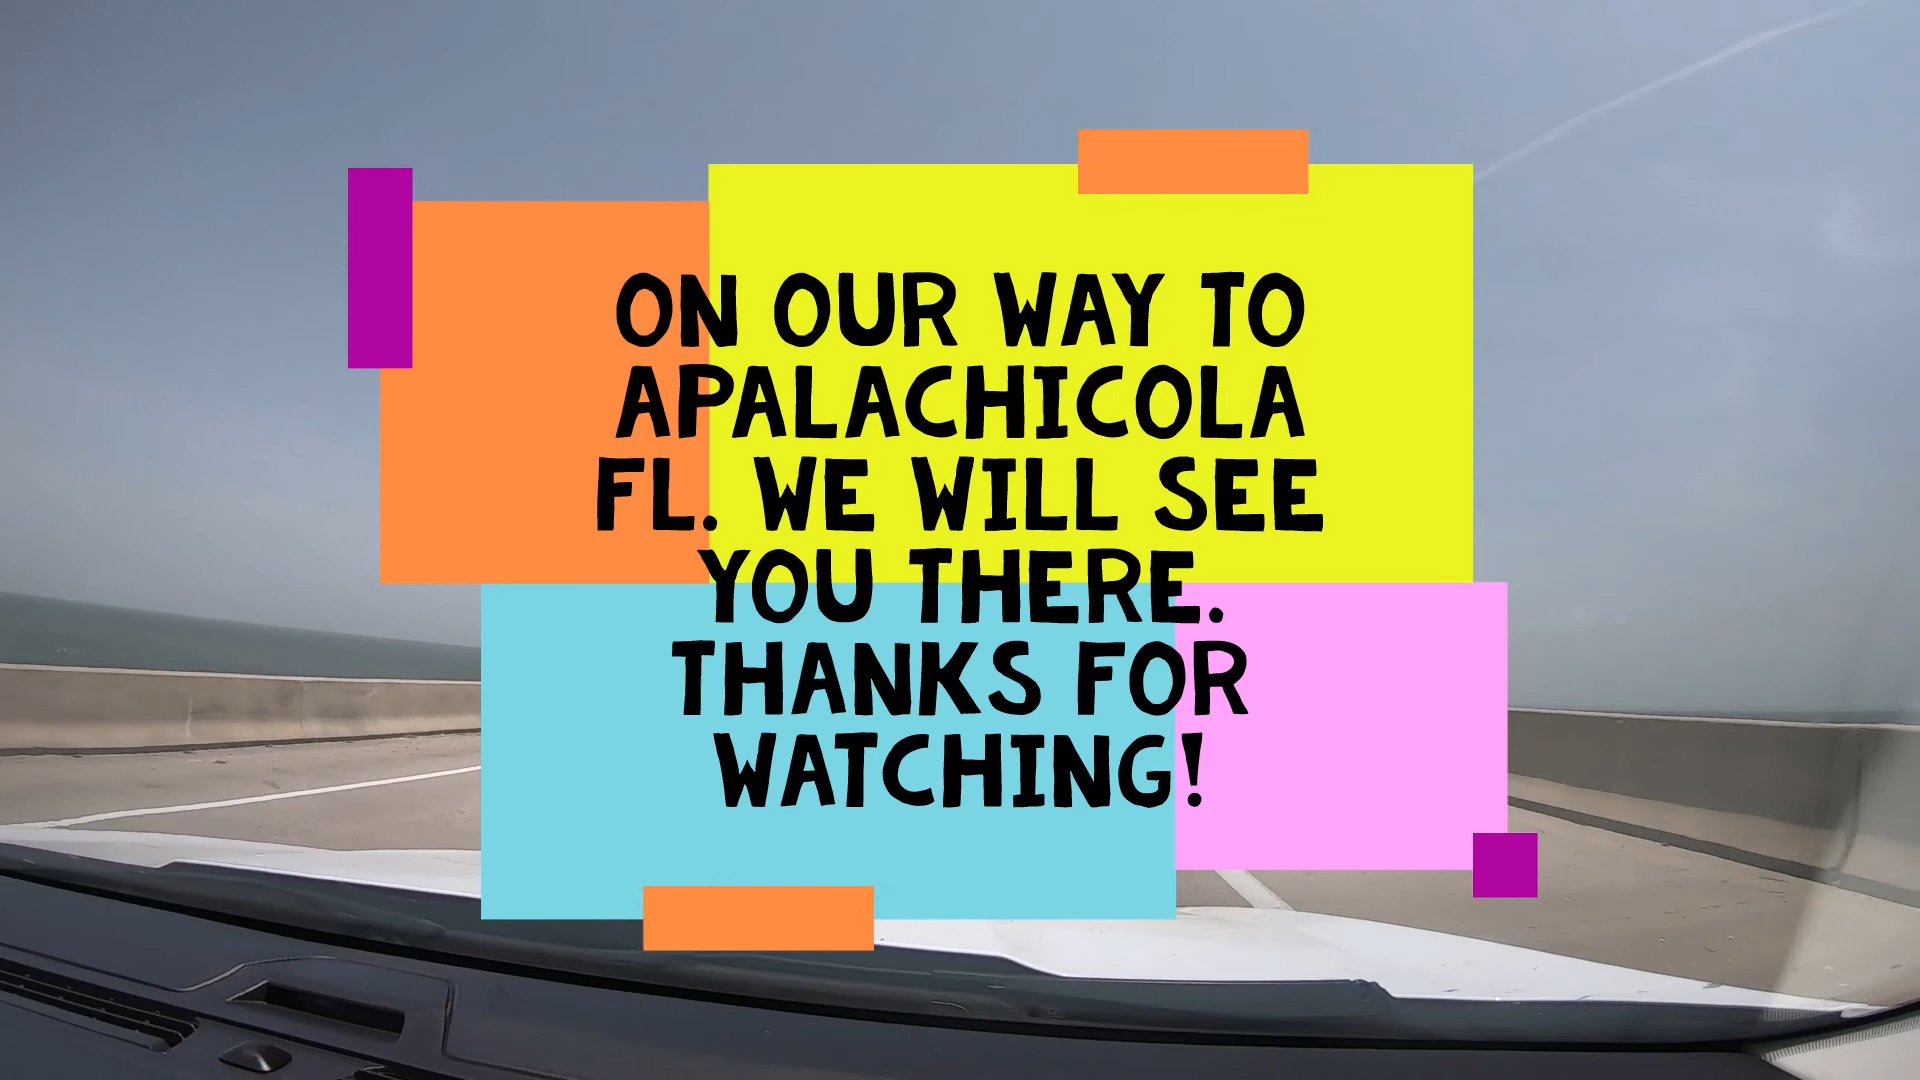 ON OUR WAY TO
APALACHICOLA
FL. WE WILL SEE
YOU THERE.
THANKS FOR
WATCHING!